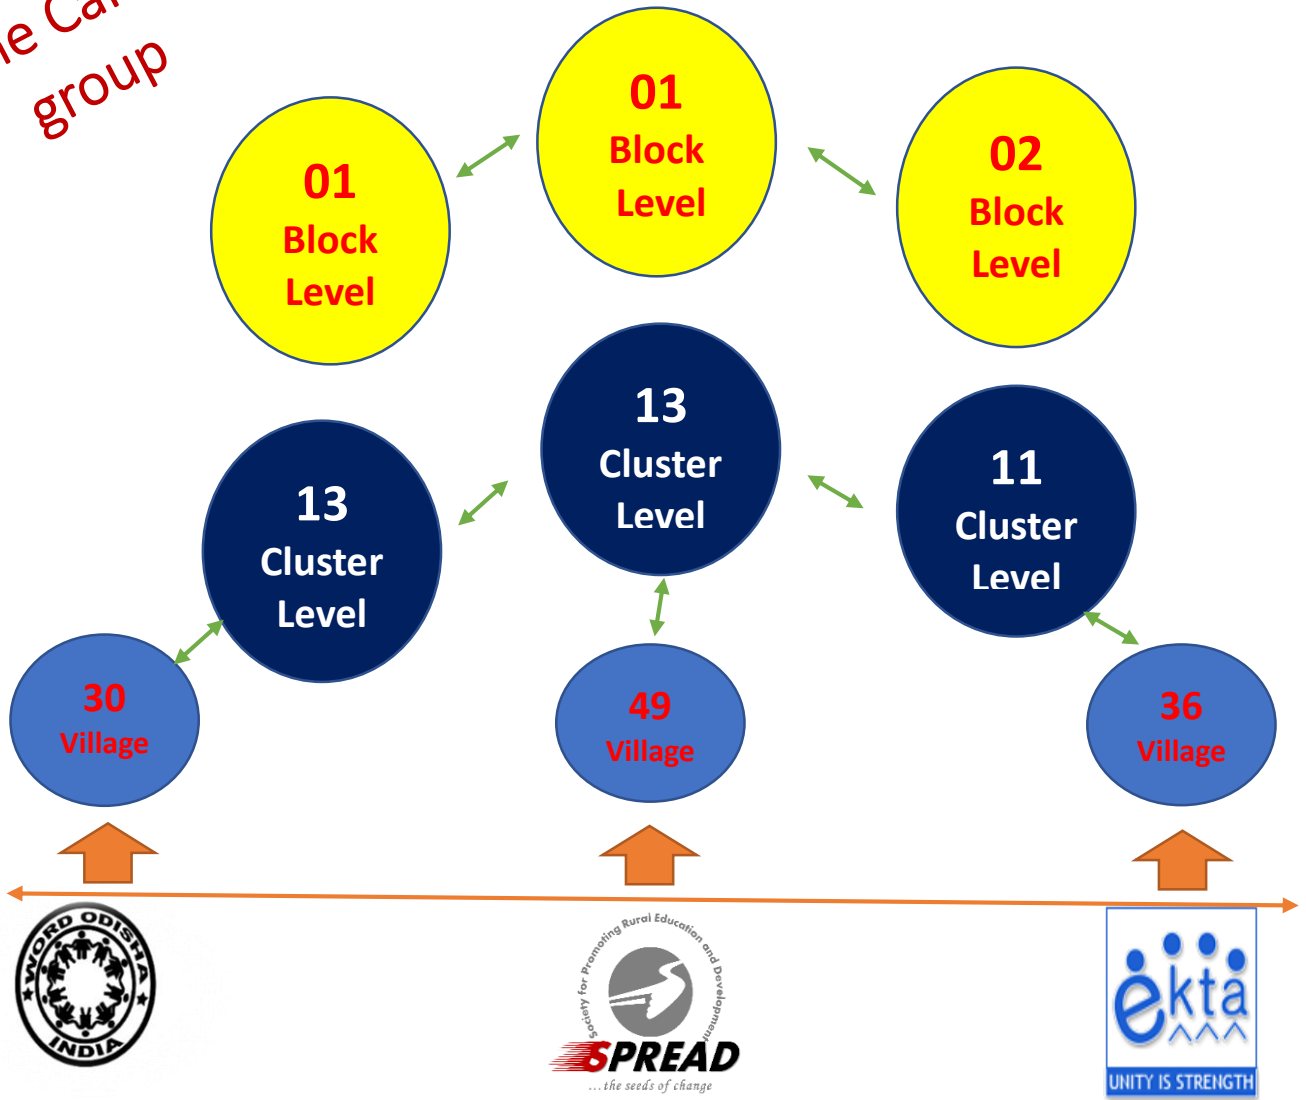 group
01
Block
Level
01
Block
Level
02
Block
Level
13
Cluster
Level
13
Cluster
Level
11
Cluster
Level
30
Village
49
Village
36
Village
WORD ODISHA
INDIA
Society for Promoting Rural Education and Development
SPREAD
...the seeds of change
ekta
UNITY IS STRENGTH